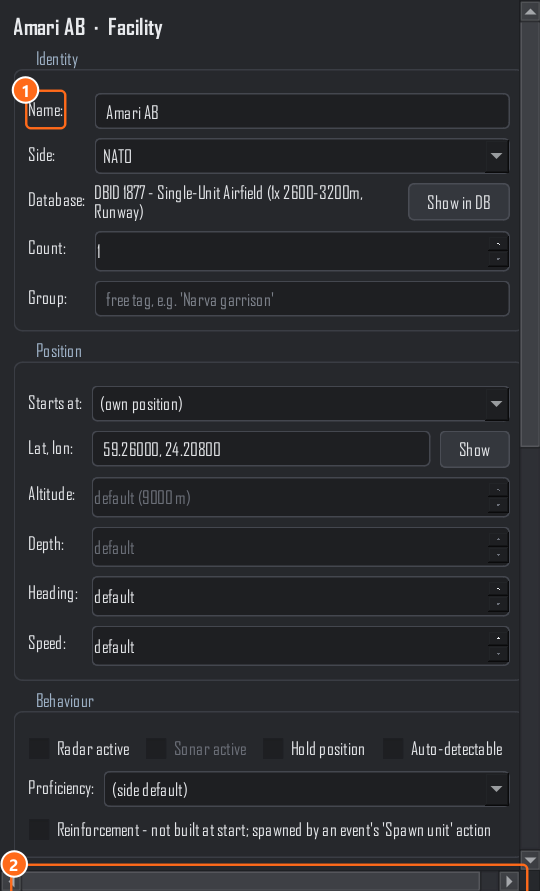 Amari AB · Facility
Identity
1
Name: Amari AB
Side: NATO
Database: DBID 1877 - Single-Unit Airfield (1x 2600-3200m, Runway) Show in DB
Count: 1
Group: free tag, e.g. 'Narva garrison'
Position
Starts at: (own position)
Lat, lon: 59.26000, 24.20800 Show
Altitude: default (9000 m)
Depth: default
Heading: default
Speed: default
Behaviour
Radar active Sonar active Hold position Auto-detectable
Proficiency: (side default)
Reinforcement - not built at start; spawned by an event's 'Spawn unit' action
2